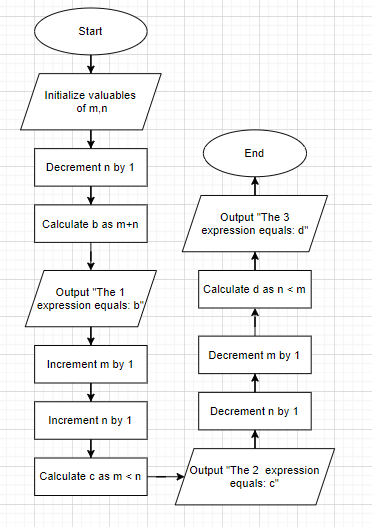 Start
Initialize valuables
of m,n
Decrement n by 1
Calculate b as m+n
Output "The 1
expression equals: b"
Increment m by 1
Increment n by 1
Calculate c as m < n
Output "The 2 expression
equals: c"
Decrement n by 1
Decrement m by 1
Calculate d as n < m
Output "The 3
expression equals: d"
End